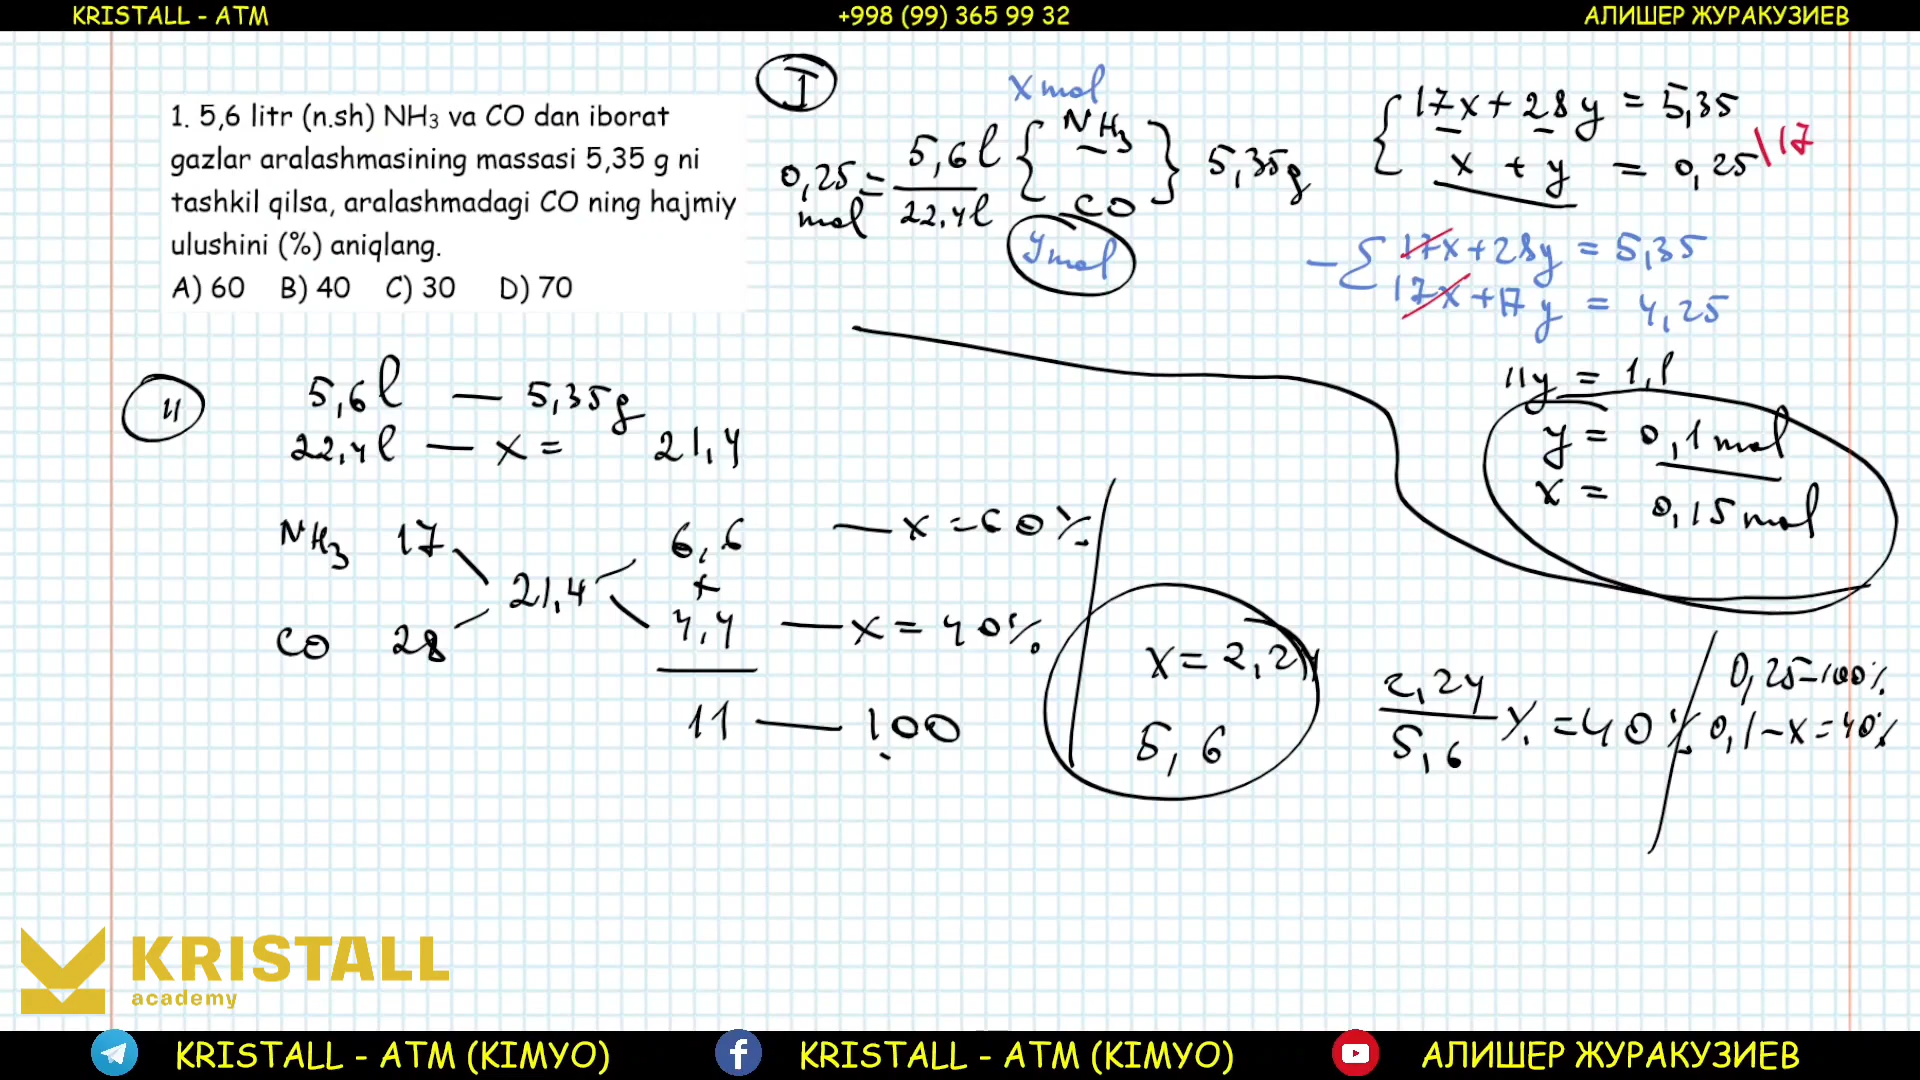 KRISTALL - ATM
+998 (99) 365 99 32
АЛИШЕР ЖУРАКУЗИЕВ
1. 5,6 litr (n.sh) NH₃ va CO dan iborat
gazlar aralashmasining massasi 5,35 g ni
tashkil qilsa, aralashmadagi CO ning hajmiy
ulushini (%) aniqlang.
A) 60 B) 40 C) 30 D) 70
I
x mol
0,25 mol = 5,6 l / 22,4 l { NH₃ CO } 5,35g
y mol
{ 17x + 28y = 5,35
x + y = 0,25 | 17
- { 17x + 28y = 5,35
17x + 17y = 4,25
11y = 1,1
y = 0,1 mol
x = 0,15 mol
II
5,6 l — 5,35g
22,4 l — x = 21,4
NH₃ 17
6,6 — x = 60%
21,4
+
CO 28
4,4 — x = 40%
11 — 100
x = 2,24
5,6
2,24 / 5,6 % = 40%
0,25 - 100%
0,1 - x = 40%
KRISTALL
academy
KRISTALL - ATM (KIMYO)
KRISTALL - ATM (KIMYO)
АЛИШЕР ЖУРАКУЗИЕВ